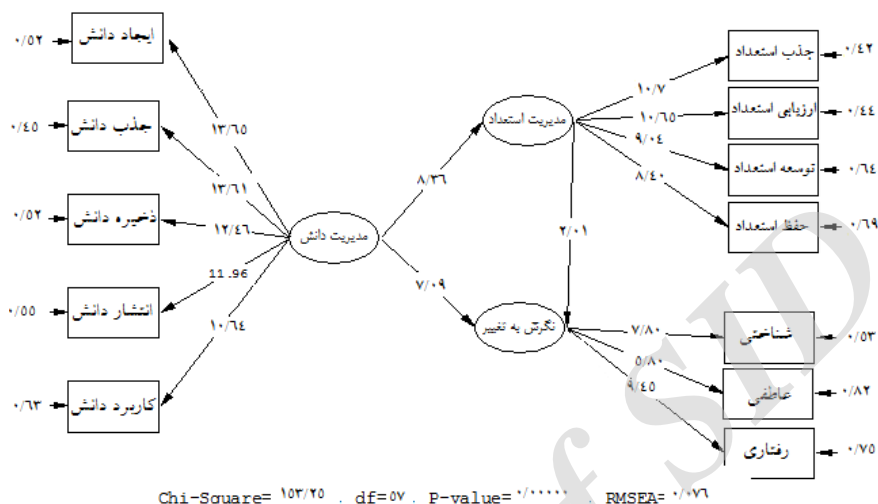 ایجاد دانش
۰/۵۲
جذب دانش
۰/۴۵
ذخیره دانش
۰/۵۲
انتشار دانش
۰/۵۵
کاربرد دانش
۰/۶۳
۱۳/۶۵
۱۳/۶۱
۱۲/۴۶
11.96
۱۰/۶۴
مدیریت دانش
۸/۳۶
۷/۰۹
مدیریت استعداد
۲/۰۱
نگرش به تغییر
۱۰/۷
۱۰/۶۵
۹/۰۴
۸/۴۰
جذب استعداد
۰/۴۲
ارزیابی استعداد
۰/۴۴
توسعه استعداد
۰/۶۴
حفظ استعداد
۰/۶۹
۷/۸۰
۵/۸۰
۹/۴۵
شناختی
۰/۵۳
عاطفی
۰/۸۲
رفتاری
۰/۷۵
of SID
Chi-Square= ۱۵۳/۲۵ . df=۵۷ . P-value= ۰/۰۰۰۰۰ . RMSEA= ۰/۰۷۶